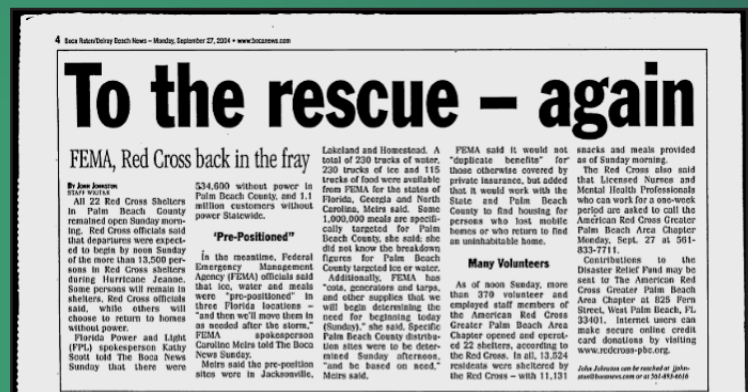 4 Boca Raton/Delray Beach News – Monday, September 27, 2004 • www.bocanews.com
To the rescue – again
FEMA, Red Cross back in the fray
By John Johnston
STAFF WRITER
All 22 Red Cross Shelters
in Palm Beach County
remained open Sunday morn-
ing. Red Cross officials said
that departures were expect-
ed to begin by noon Sunday
of the more than 13,500 per-
sons in Red Cross shelters
during Hurricane Jeanne.
Some persons will remain in
shelters, Red Cross officials
said, while others will
choose to return to homes
without power.
Florida Power and Light
(FPL) spokesperson Kathy
Scott told The Boca News
Sunday that there were
534,600 without power in
Palm Beach County, and 1.1
million customers without
power Statewide.
'Pre-Positioned"
In the meantime, Federal
Emergency Management
Agency (FEMA) officials said
that ice, water and meals
were "pre-positioned" in
three Florida locations –
"and then we'll move them in
as needed after the storm,"
FEMA spokesperson
Caroline Meirs told The Boca
News Sunday.
Meirs said the pre-position
sites were in Jacksonville,
Lakeland and Homestead. A
total of 230 trucks of water,
230 trucks of ice and 115
trucks of food were available
from FEMA for the states of
Florida, Georgia and North
Carolina, Meirs said. Some
1,000,000 meals are specifi-
cally targeted for Palm
Beach County, she said; she
did not know the breakdown
figures for Palm Beach
County targeted ice or water.
Additionally, FEMA has
"cots, generators and tarps,
and other supplies that we
will begin determining the
need for beginning today
(Sunday)," she said. Specific
Palm Beach County distribu-
tion sites were to be deter-
mined Sunday afternoon,
"and be based on need,"
Meirs said.
FEMA said it would not
"duplicate benefits" for
those otherwise covered by
private insurance, but added
that it would work with the
State and Palm Beach
County to find housing for
persons who lost mobile
homes or who return to find
an uninhabitable home.
Many Volunteers
As of noon Sunday, more
than 370 volunteer and
employed staff members of
the American Red Cross
Greater Palm Beach Area
Chapter opened and operat-
ed 22 shelters, according to
the Red Cross. In all, 13,524
residents were sheltered by
the Red Cross – with 11,131
snacks and meals provided
as of Sunday morning.
The Red Cross also said
that Licensed Nurses and
Mental Health Professionals
who can work for a one-week
period are asked to call the
American Red Cross Greater
Palm Beach Area Chapter
Monday, Sept. 27 at 561-
833-7711.
Contributions to the
Disaster Relief Fund may be
sent to The American Red
Cross Greater Palm Beach
Area Chapter at 825 Fern
Street, West Palm Beach, FL
33401. Internet users can
make secure online credit
card donations by visiting
www.redcross-pbc.org.
John Johnston can be reached at jjohn-
ston@bocanews.com or at 561-893-6616